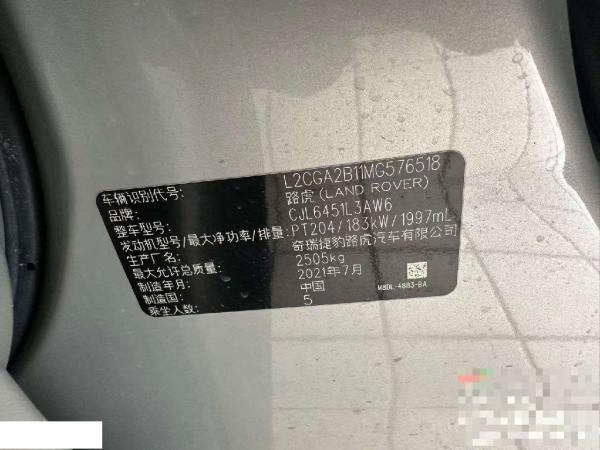 车辆识别代号: L2CGA2B11MG576518
品牌: 路虎(LAND ROVER)
整车型号: CJL6451L3AW6
发动机型号/最大净功率/排量: PT204/183kW/1997mL
生产厂名: 奇瑞捷豹路虎汽车有限公司
最大允许总质量: 2505kg
制造年月: 2021年7月
制造国: 中国
乘坐人数: 5
M8DL-4883-BA